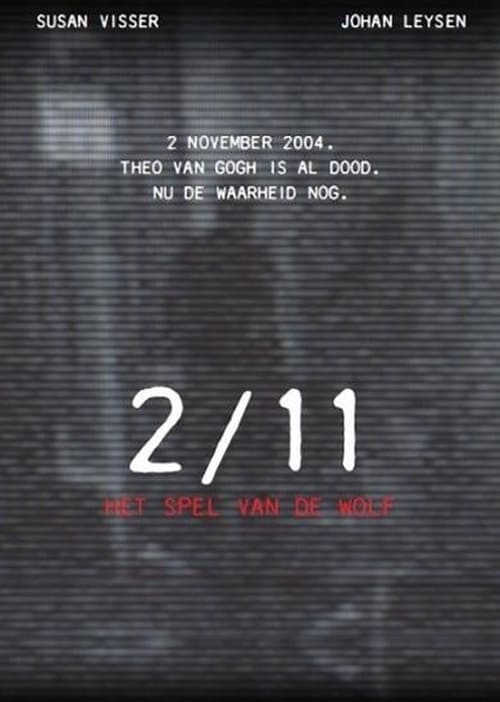 SUSAN VISSER
JOHAN LEYSEN
2 NOVEMBER 2004.
THEO VAN GOGH IS AL DOOD.
NU DE WAARHEID NOG.
2/11
HET SPEL VAN DE WOLF